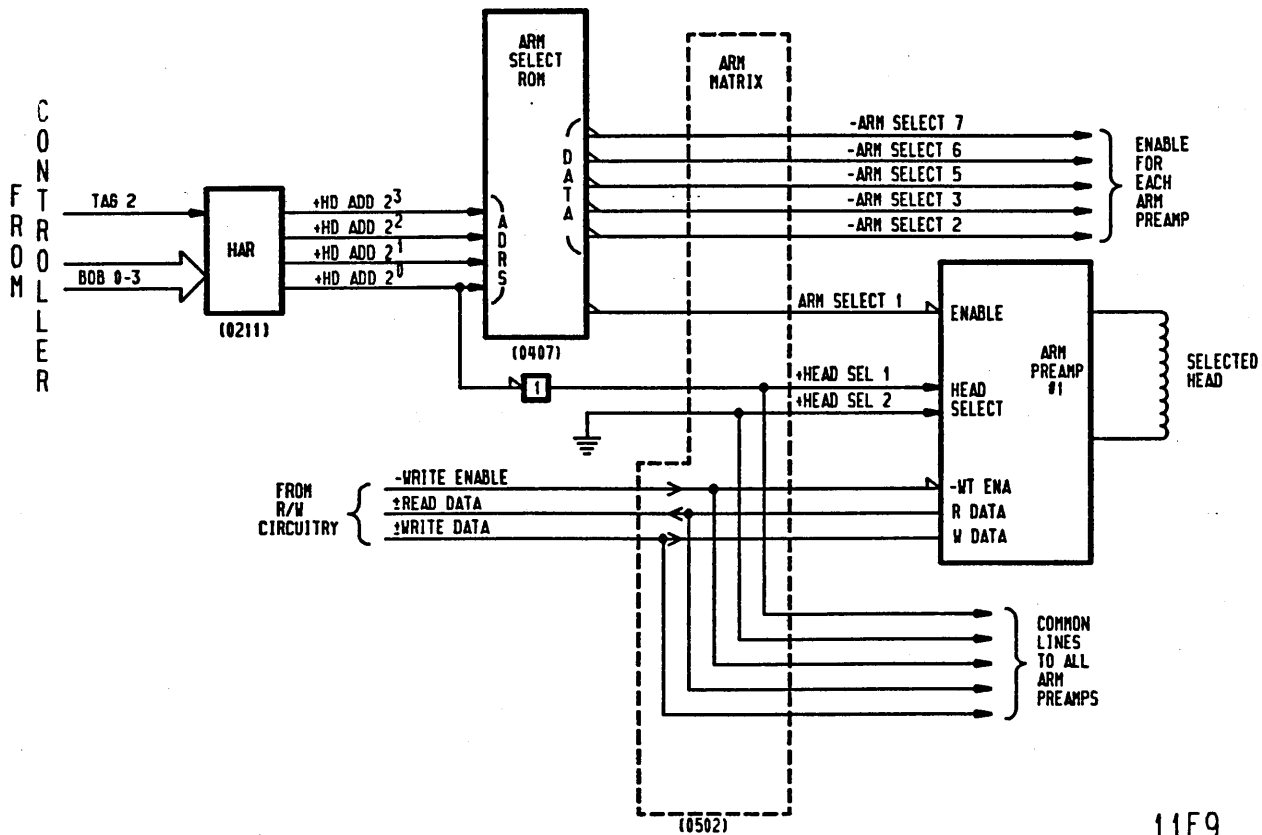 FROM
CONTROLLER
TAG 2
BOB 0-3
HAR
(0211)
+HD ADD 2³
+HD ADD 2²
+HD ADD 2¹
+HD ADD 2⁰
ARM
SELECT
ROM
ADRS
DATA
(0407)
1
ARM
MATRIX
-ARM SELECT 7
-ARM SELECT 6
-ARM SELECT 5
-ARM SELECT 3
-ARM SELECT 2
ENABLE
FOR
EACH
ARM
PREAMP
ARM SELECT 1
+HEAD SEL 1
+HEAD SEL 2
ENABLE
HEAD
SELECT
ARM
PREAMP
#1
-WT ENA
R DATA
W DATA
SELECTED
HEAD
FROM
R/W
CIRCUITRY
-WRITE ENABLE
±READ DATA
±WRITE DATA
COMMON
LINES
TO ALL
ARM
PREAMPS
(0502)
11F9